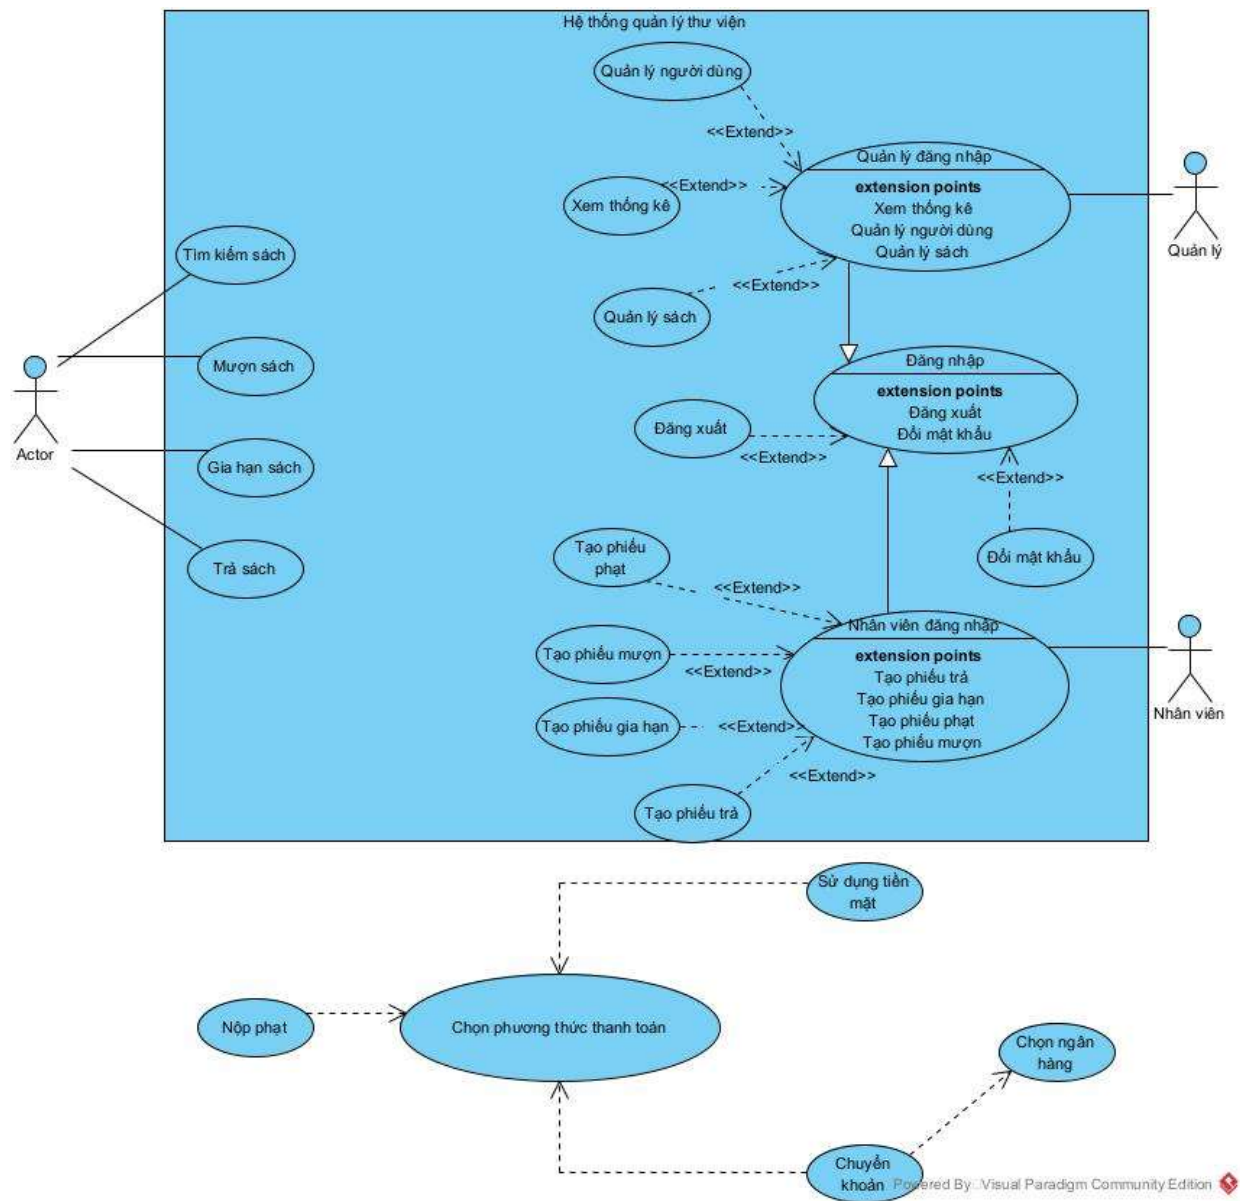 Hệ thống quản lý thư viện
Quản lý người dùng
<<Extend>>
Quản lý đăng nhập
extension points
Xem thống kê
Quản lý người dùng
Quản lý sách
<<Extend>>
Xem thống kê
Quản lý
Tìm kiếm sách
<<Extend>>
Quản lý sách
Mượn sách
Đăng nhập
extension points
Đăng xuất
Đổi mật khẩu
Đăng xuất
<<Extend>>
Actor
Gia hạn sách
<<Extend>>
Trả sách
Tạo phiếu
phạt
Đổi mật khẩu
<<Extend>>
Nhân viên đăng nhập
extension points
Tạo phiếu trả
Tạo phiếu gia hạn
Tạo phiếu phạt
Tạo phiếu mượn
Tạo phiếu mượn
<<Extend>>
Nhân viên
Tạo phiếu gia hạn
<<Extend>>
<<Extend>>
Tạo phiếu trả
Sử dụng tiền
mặt
Nộp phạt
Chọn phương thức thanh toán
Chọn ngân
hàng
Chuyển
khoản
Powered By Visual Paradigm Community Edition